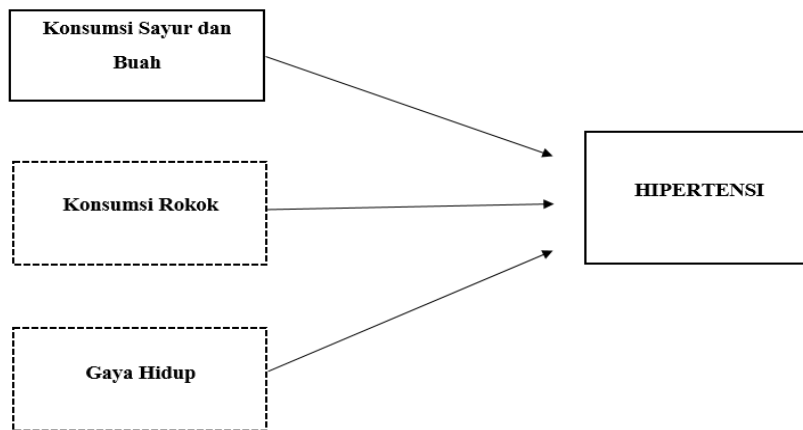 Konsumsi Sayur dan
Buah
Konsumsi Rokok
HIPERTENSI
Gaya Hidup